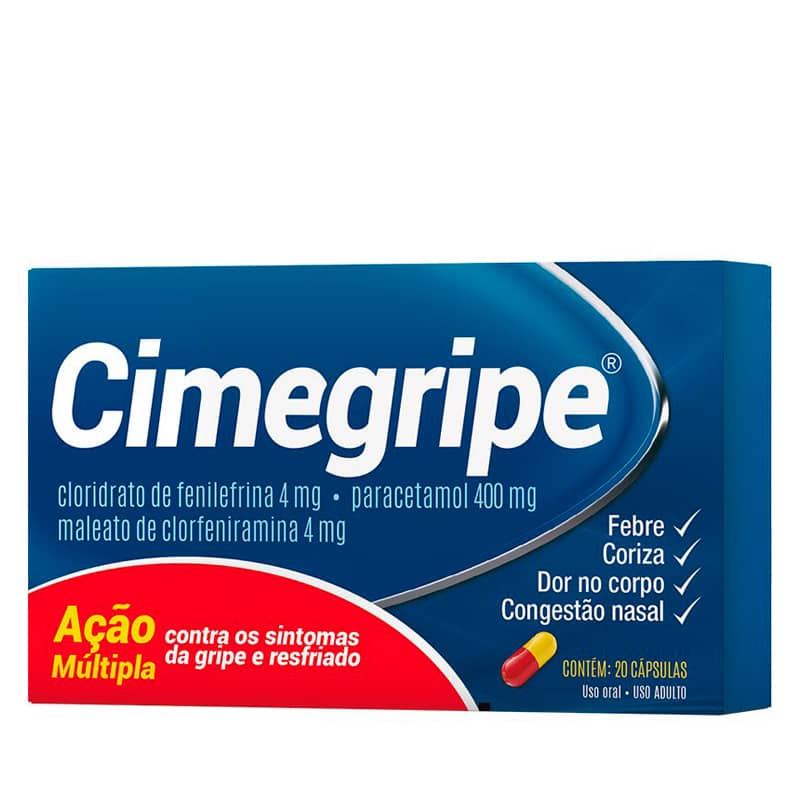 Cimegripe®
cloridrato de fenilefrina 4 mg • paracetamol 400 mg
maleato de clorfeniramina 4 mg
Febre ✓
Coriza ✓
Dor no corpo ✓
Congestão nasal ✓
Ação
Múltipla
contra os sintomas
da gripe e resfriado
CONTÉM: 20 CÁPSULAS
Uso oral • USO ADULTO